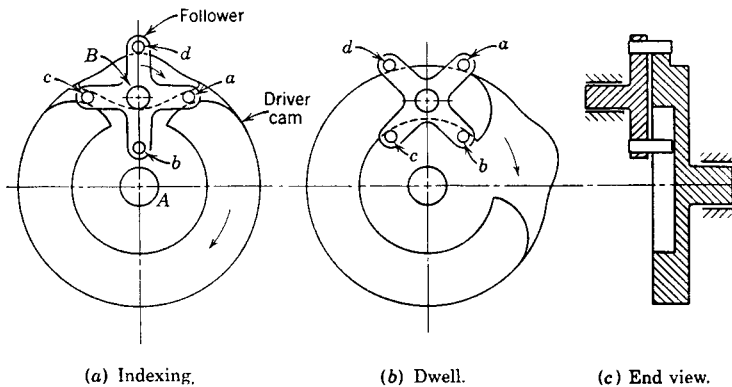 Follower
d
B
c
a
Driver
cam
b
A
d
a
c
b
(a) Indexing.
(b) Dwell.
(c) End view.